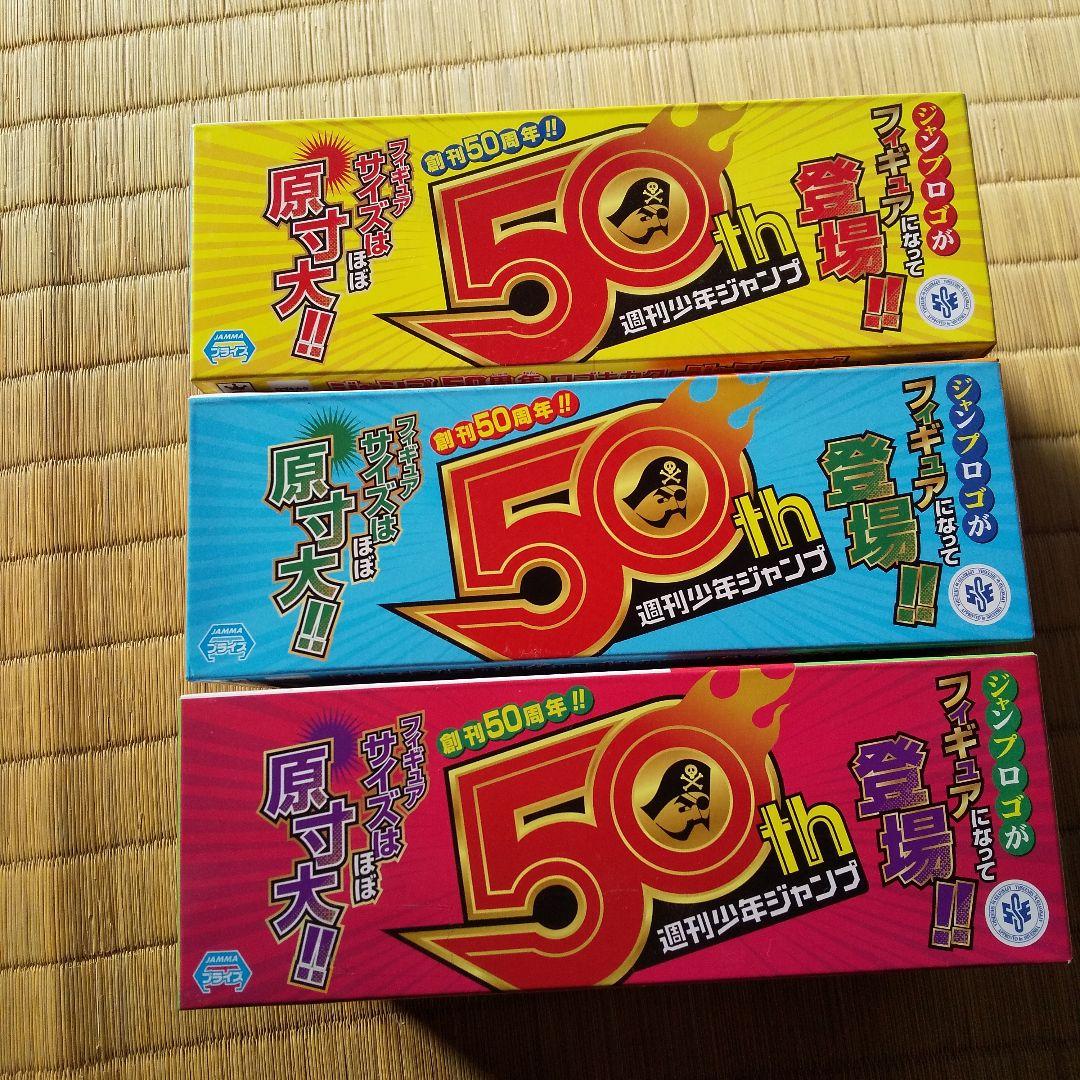 創刊50周年!!
50th
週刊少年ジャンプ
フィギュア
サイズは
ほぼ
原寸大!!
ジャンプロゴが
フィギュアになって
登場!!
JAMMA
プライズ
創刊50周年!!
50th
週刊少年ジャンプ
フィギュア
サイズは
ほぼ
原寸大!!
ジャンプロゴが
フィギュアになって
登場!!
JAMMA
プライズ
創刊50周年!!
50th
週刊少年ジャンプ
フィギュア
サイズは
ほぼ
原寸大!!
ジャンプロゴが
フィギュアになって
登場!!
JAMMA
プライズ